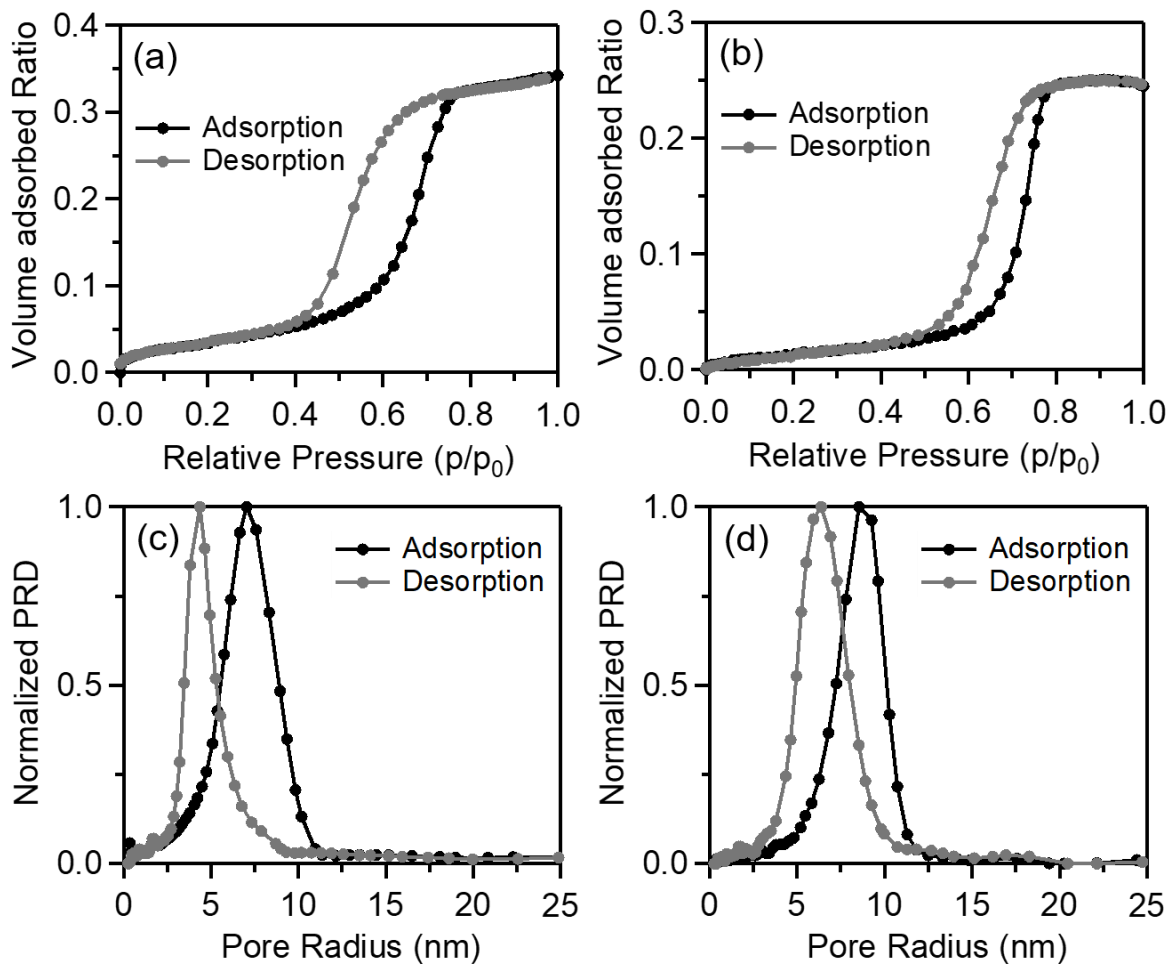 (a)
Volume adsorbed Ratio
0.4
0.3
0.2
0.1
0.0
Adsorption
Desorption
0.0 0.2 0.4 0.6 0.8 1.0
Relative Pressure (p/p₀)
(b)
Volume adsorbed Ratio
0.3
0.2
0.1
0.0
Adsorption
Desorption
0.0 0.2 0.4 0.6 0.8 1.0
Relative Pressure (p/p₀)
(c)
Normalized PRD
1.0
0.5
0.0
Adsorption
Desorption
0 5 10 15 20 25
Pore Radius (nm)
(d)
Normalized PRD
1.0
0.5
0.0
Adsorption
Desorption
0 5 10 15 20 25
Pore Radius (nm)